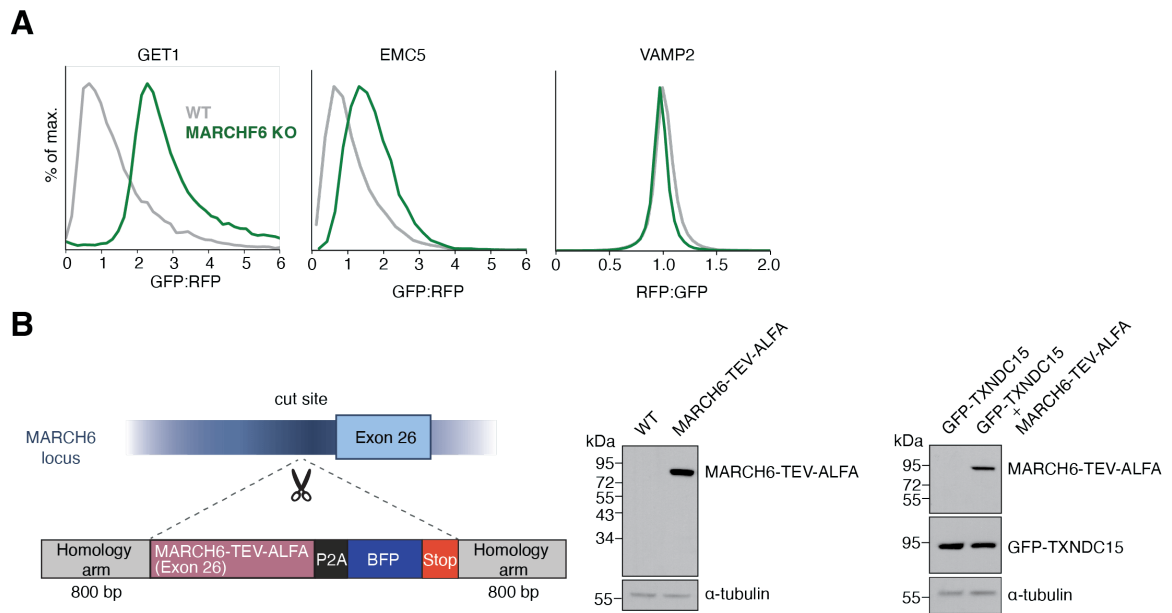 A
GET1
EMC5
VAMP2
% of max.
WT
MARCHF6 KO
0 1 2 3 4 5 6
GFP:RFP
0 1 2 3 4 5 6
GFP:RFP
0 0.5 1.0 1.5 2.0
RFP:GFP
B
cut site
MARCH6
locus
Exon 26
Homology
arm
MARCH6-TEV-ALFA
(Exon 26)
P2A
BFP
Stop
Homology
arm
800 bp
800 bp
WT
MARCH6-TEV-ALFA
kDa
95
72
55
43
34
MARCH6-TEV-ALFA
55
α-tubulin
GFP-TXNDC15
GFP-TXNDC15
+
MARCH6-TEV-ALFA
kDa
95
72
55
MARCH6-TEV-ALFA
95
GFP-TXNDC15
55
α-tubulin